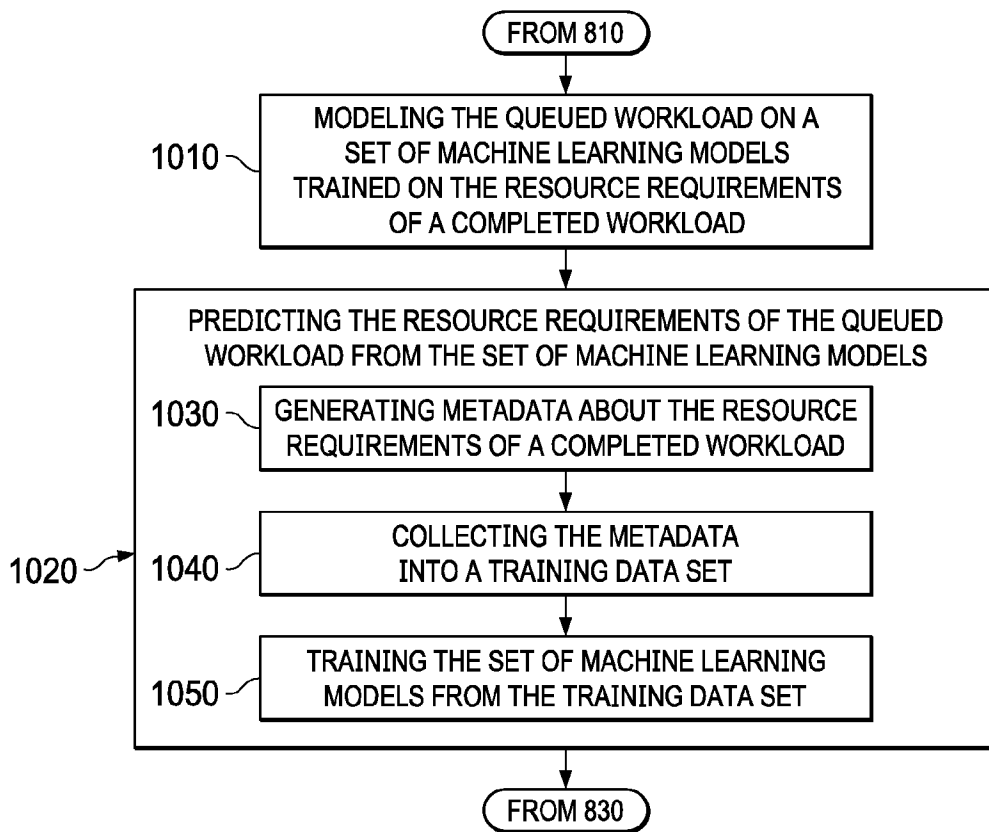 FROM 810
1010
MODELING THE QUEUED WORKLOAD ON A
SET OF MACHINE LEARNING MODELS
TRAINED ON THE RESOURCE REQUIREMENTS
OF A COMPLETED WORKLOAD
PREDICTING THE RESOURCE REQUIREMENTS OF THE QUEUED
WORKLOAD FROM THE SET OF MACHINE LEARNING MODELS
1030
GENERATING METADATA ABOUT THE RESOURCE
REQUIREMENTS OF A COMPLETED WORKLOAD
1020
1040
COLLECTING THE METADATA
INTO A TRAINING DATA SET
1050
TRAINING THE SET OF MACHINE LEARNING
MODELS FROM THE TRAINING DATA SET
FROM 830